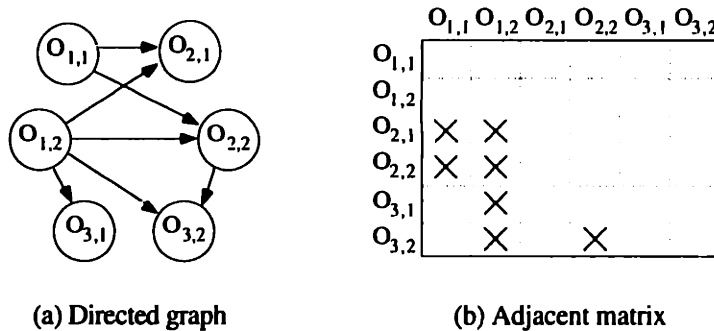 O1,1 O2,1
O1,2 O2,2
O3,1 O3,2
(a) Directed graph
O1,1 O1,2 O2,1 O2,2 O3,1 O3,2
O1,1
O1,2
O2,1
O2,2
O3,1
O3,2
(b) Adjacent matrix